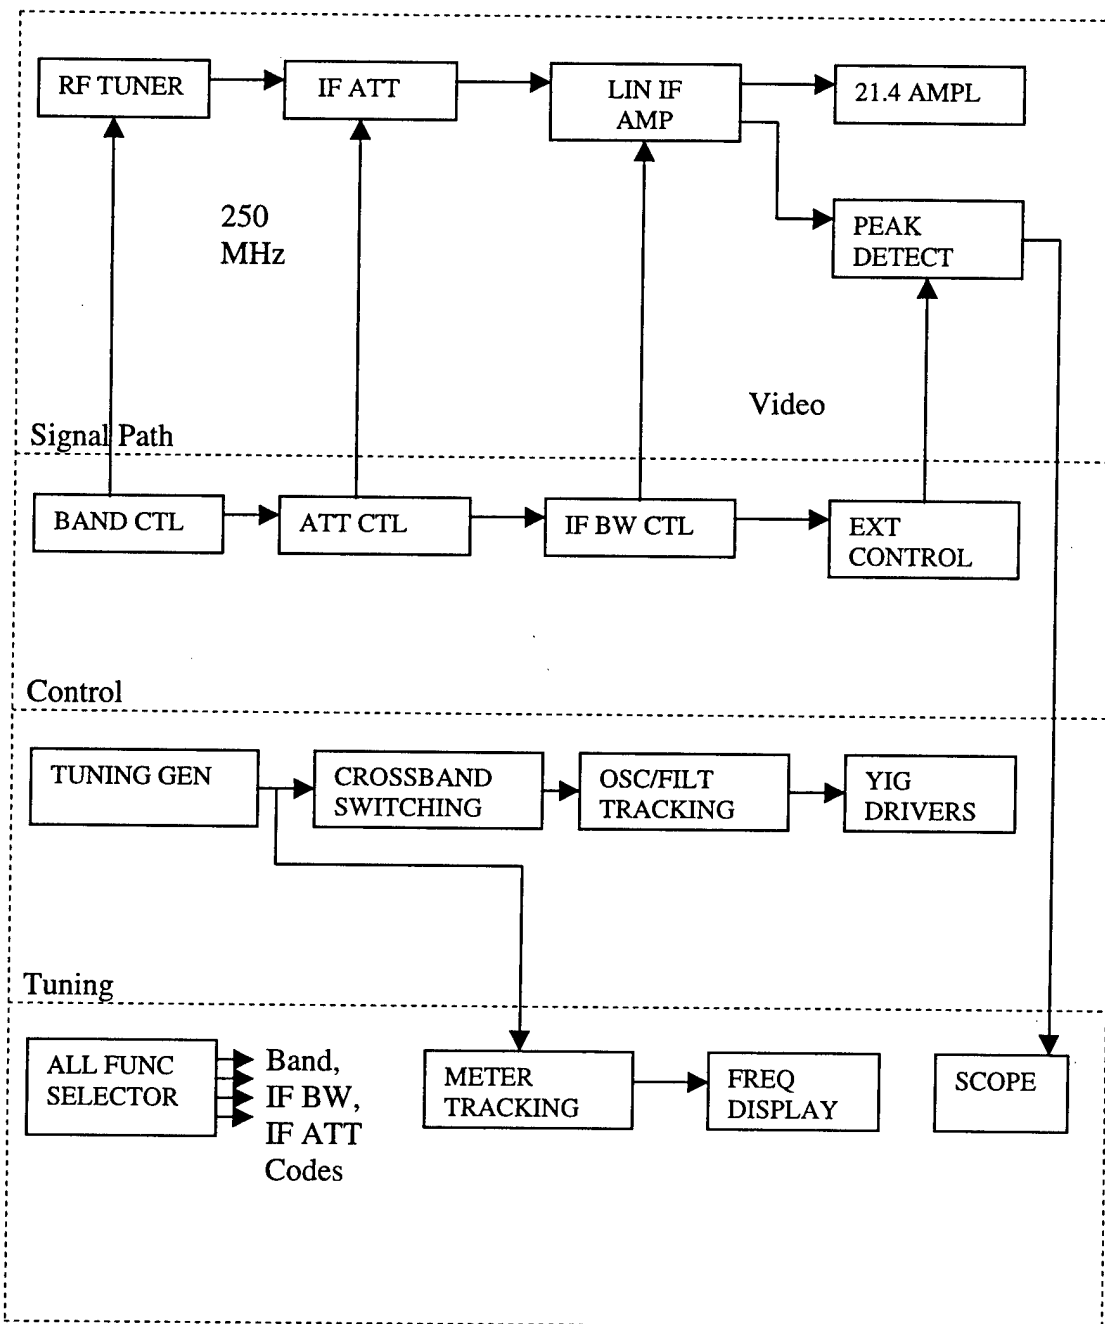 RF TUNER
IF ATT
LIN IF
AMP
21.4 AMPL
250
MHz
PEAK
DETECT
Video
Signal Path
BAND CTL
ATT CTL
IF BW CTL
EXT
CONTROL
Control
TUNING GEN
CROSSBAND
SWITCHING
OSC/FILT
TRACKING
YIG
DRIVERS
Tuning
ALL FUNC
SELECTOR
Band,
IF BW,
IF ATT
Codes
METER
TRACKING
FREQ
DISPLAY
SCOPE